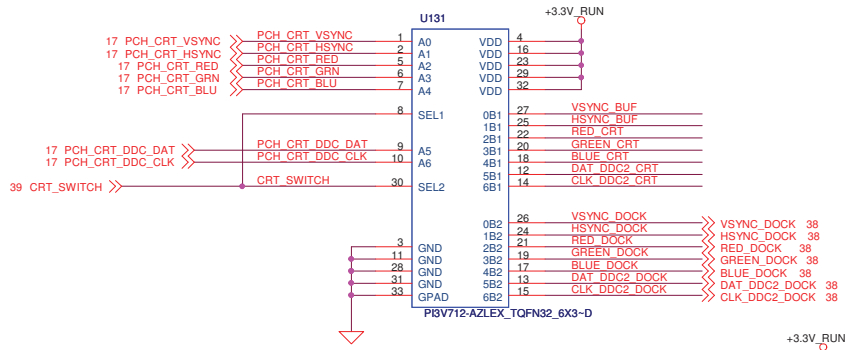 U131
+3.3V_RUN
17 PCH_CRT_VSYNC PCH_CRT_VSYNC 1 A0 VDD 4
17 PCH_CRT_HSYNC PCH_CRT_HSYNC 2 A1 VDD 16
17 PCH_CRT_RED PCH_CRT_RED 5 A2 VDD 23
17 PCH_CRT_GRN PCH_CRT_GRN 6 A3 VDD 29
17 PCH_CRT_BLU PCH_CRT_BLU 7 A4 VDD 32
8 SEL1 0B1 27 VSYNC_BUF
1B1 25 HSYNC_BUF
2B1 22 RED_CRT
17 PCH_CRT_DDC_DAT PCH_CRT_DDC_DAT 9 A5 3B1 20 GREEN_CRT
17 PCH_CRT_DDC_CLK PCH_CRT_DDC_CLK 10 A6 4B1 18 BLUE_CRT
5B1 12 DAT_DDC2_CRT
39 CRT_SWITCH CRT_SWITCH 30 SEL2 6B1 14 CLK_DDC2_CRT
0B2 26 VSYNC_DOCK VSYNC_DOCK 38
1B2 24 HSYNC_DOCK HSYNC_DOCK 38
3 GND 2B2 21 RED_DOCK RED_DOCK 38
11 GND 3B2 19 GREEN_DOCK GREEN_DOCK 38
28 GND 4B2 17 BLUE_DOCK BLUE_DOCK 38
31 GND 5B2 13 DAT_DDC2_DOCK DAT_DDC2_DOCK 38
33 GPAD 6B2 15 CLK_DDC2_DOCK CLK_DDC2_DOCK 38
PI3V712-AZLEX_TQFN32_6X3~D
+3.3V_RUN